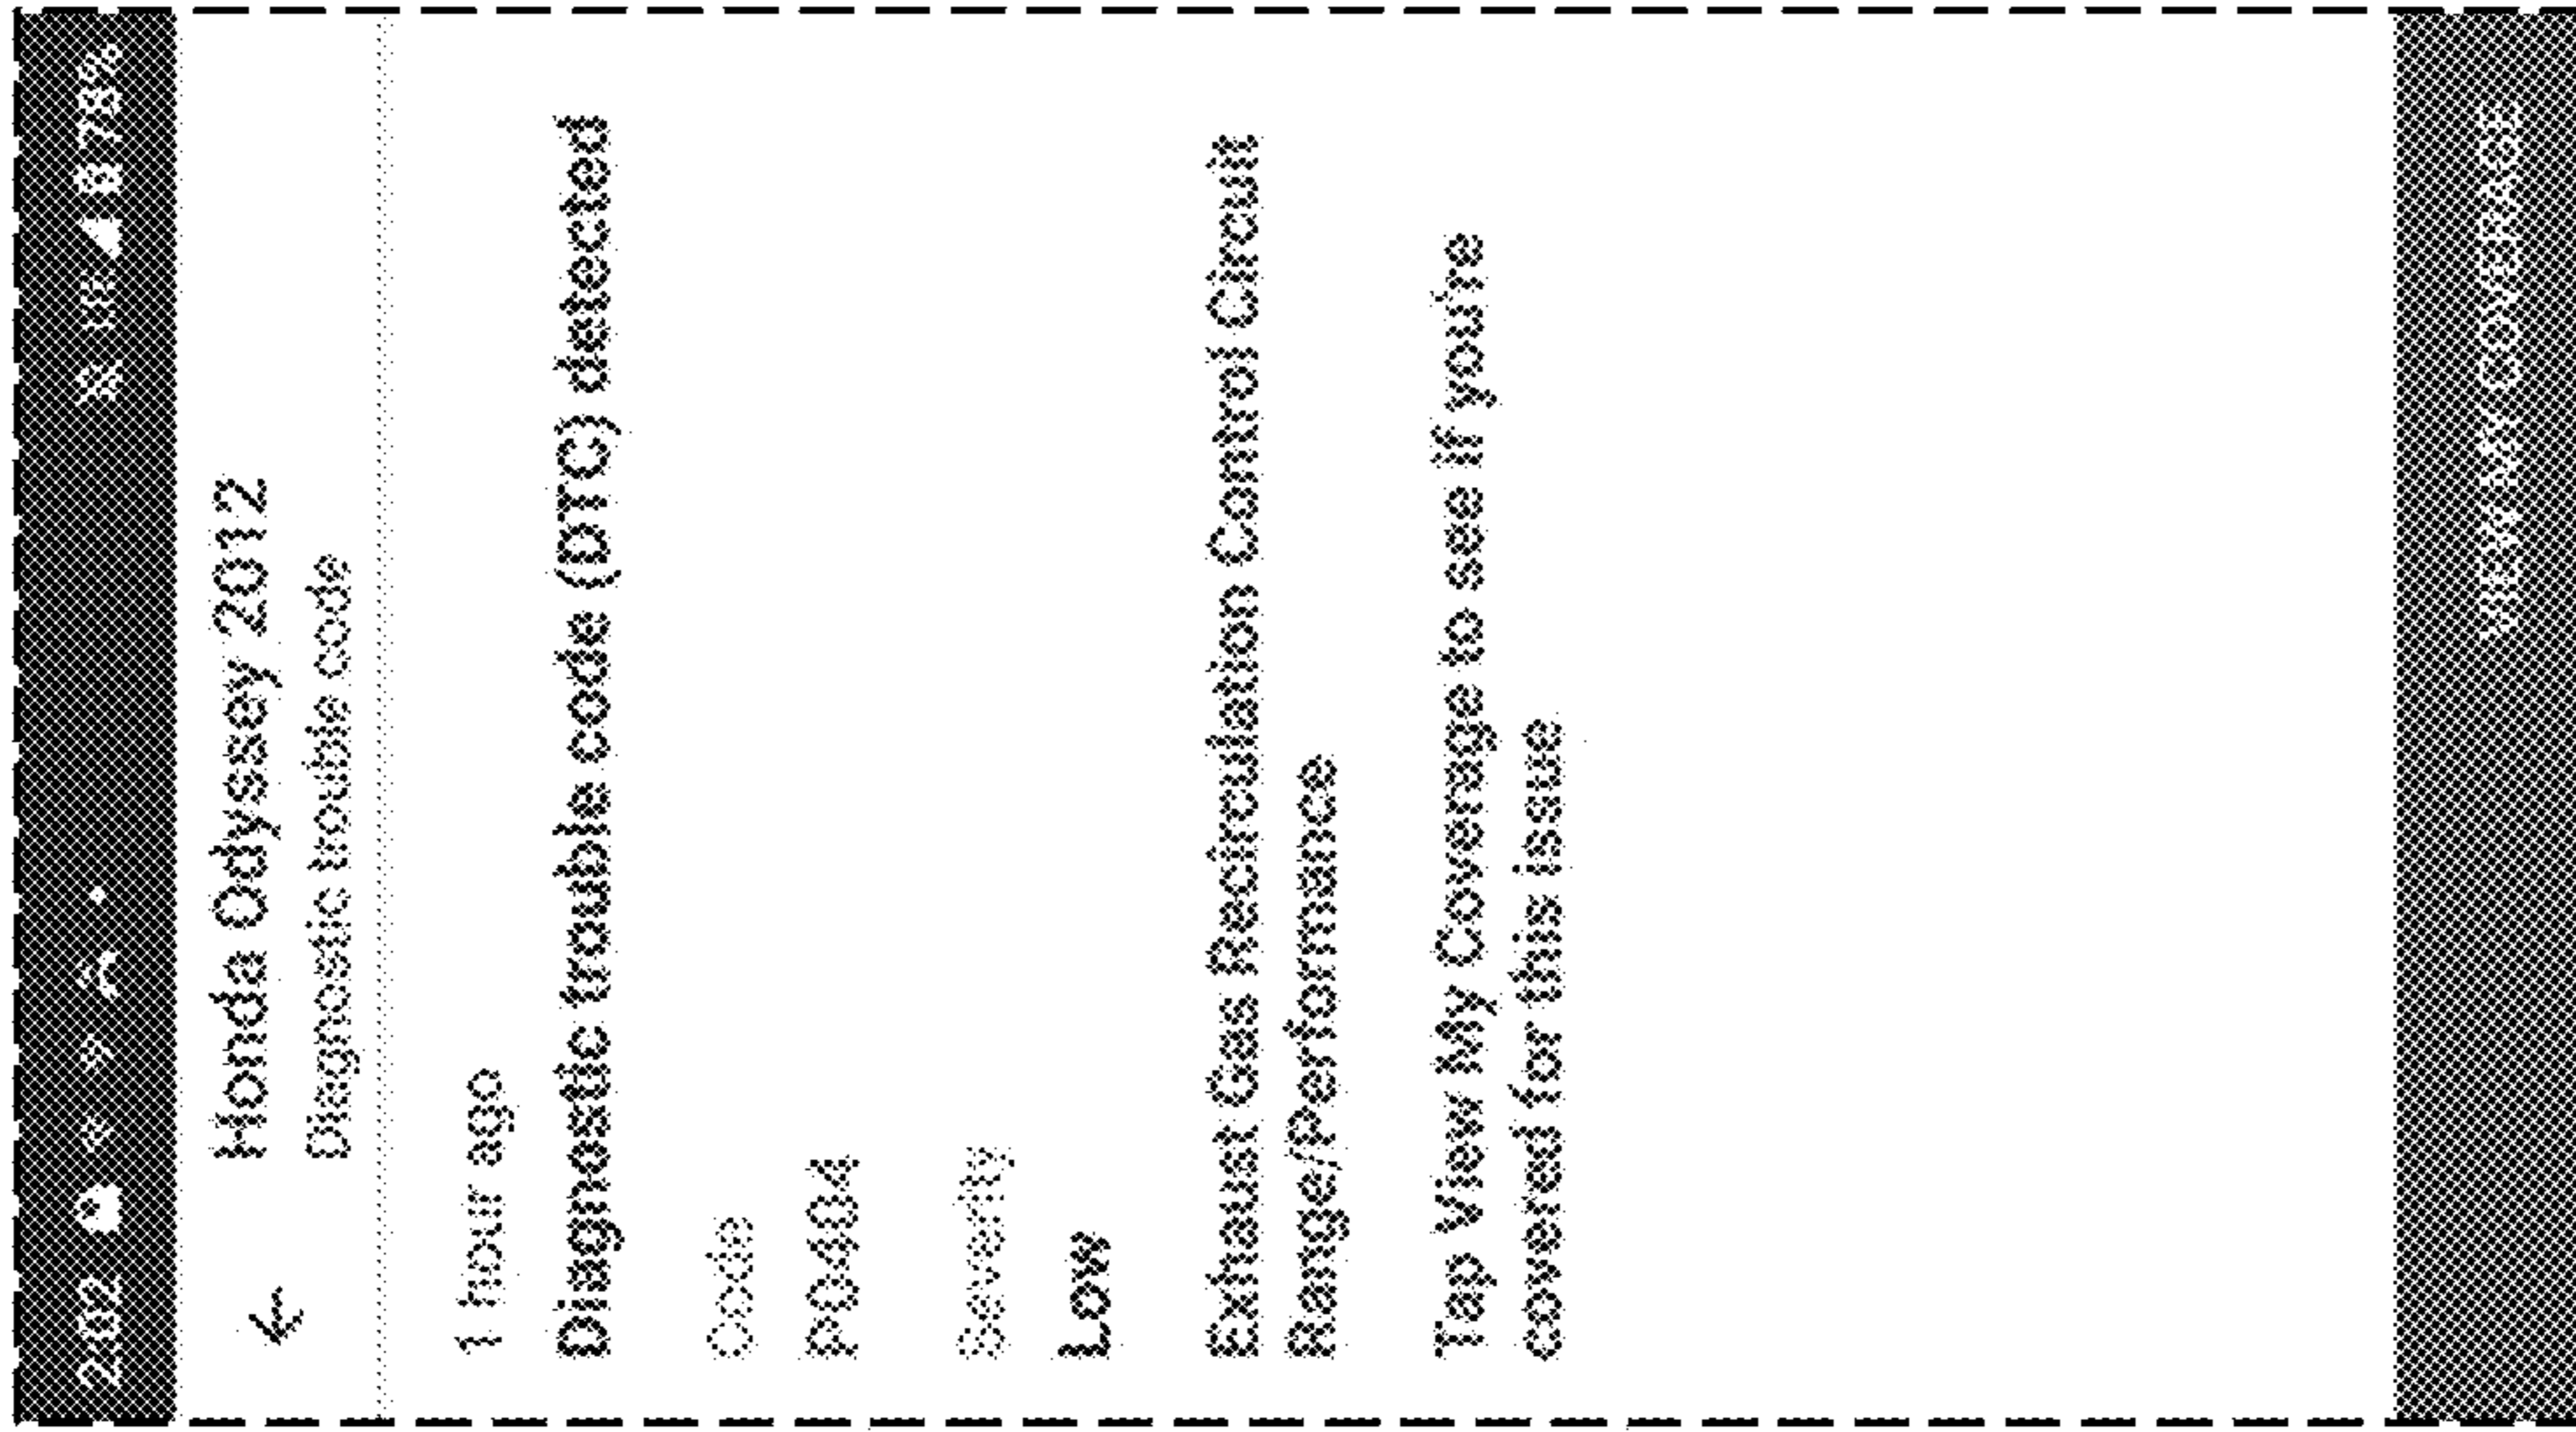 2:02 78%
Honda Odyssey 2012
Diagnostic trouble code
1 hour ago
Diagnostic trouble code (DTC) detected
Code
P0404
Severity
Low
Exhaust Gas Recirculation Control Circuit
Range/Performance
Tap View My Coverage to see if you're
covered for this issue
VIEW MY COVERAGE